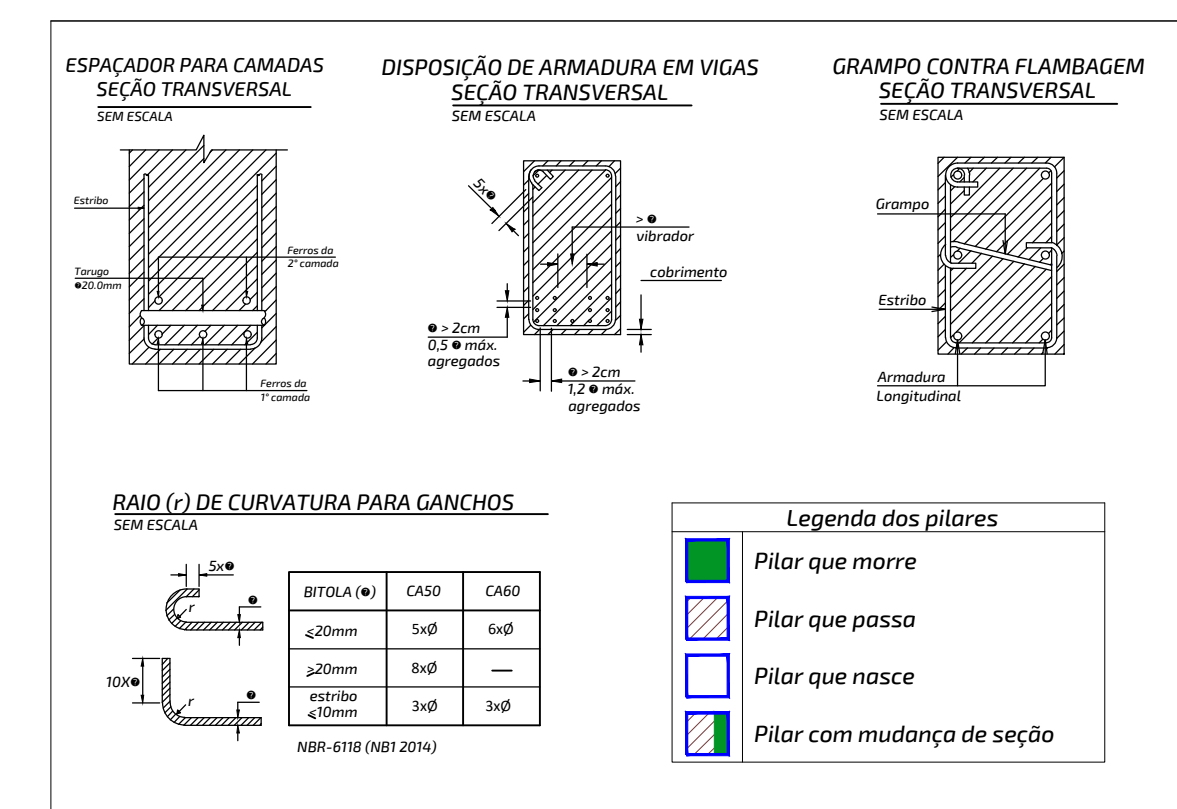 ESPAÇADOR PARA CAMADAS
SEÇÃO TRANSVERSAL
SEM ESCALA
Estribo
Tarugo
❷20.0mm
Ferros da
2° camada
Ferros da
1° camada
DISPOSIÇÃO DE ARMADURA EM VIGAS
SEÇÃO TRANSVERSAL
SEM ESCALA
5x❷
> ❷
vibrador
cobrimento
❷ > 2cm
0,5 ❷ máx.
agregados
❷ > 2cm
1,2 ❷ máx.
agregados
GRAMPO CONTRA FLAMBAGEM
SEÇÃO TRANSVERSAL
SEM ESCALA
Grampo
Estribo
Armadura
Longitudinal
RAIO (r) DE CURVATURA PARA GANCHOS
SEM ESCALA
5x❷
r
❷
10X❷
r
❷
BITOLA (❷) CA50 CA60
⩽20mm 5xØ 6xØ
⩾20mm 8xØ —
estribo
⩽10mm 3xØ 3xØ
NBR-6118 (NB1 2014)
Legenda dos pilares
Pilar que morre
Pilar que passa
Pilar que nasce
Pilar com mudança de seção